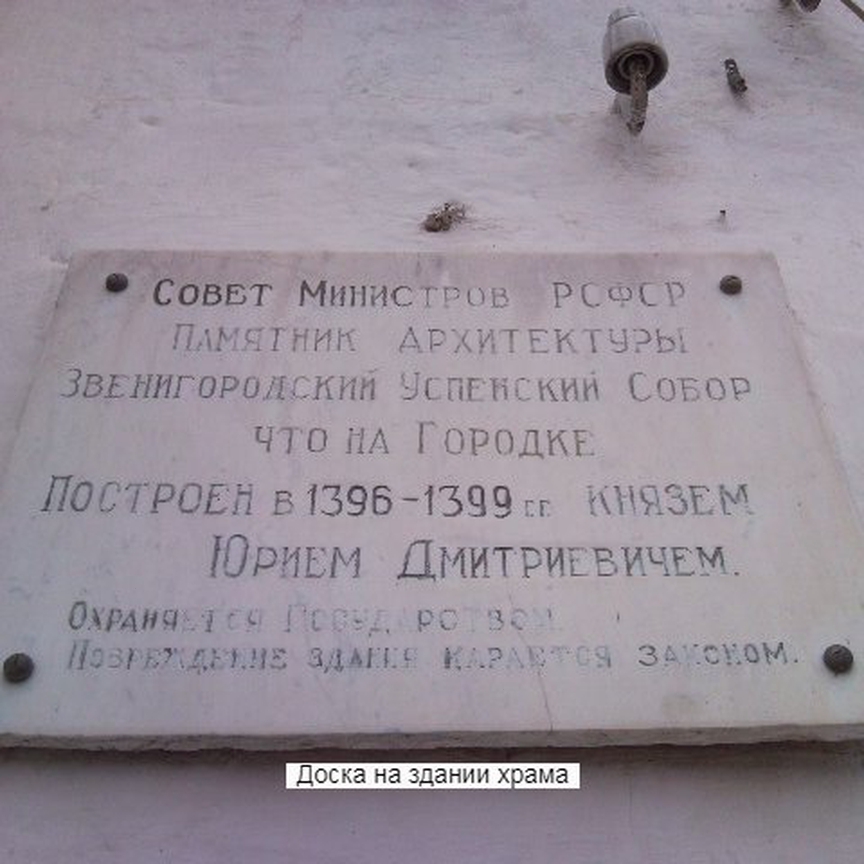 Совет Министров РСФСР
Памятник Архитектуры
Звенигородский Успенский Собор
что на Городке
Построен в 1396-1399 гг. князем
Юрием Дмитриевичем.
Охраняется Государством
Повреждение здания карается законом.
Доска на здании храма